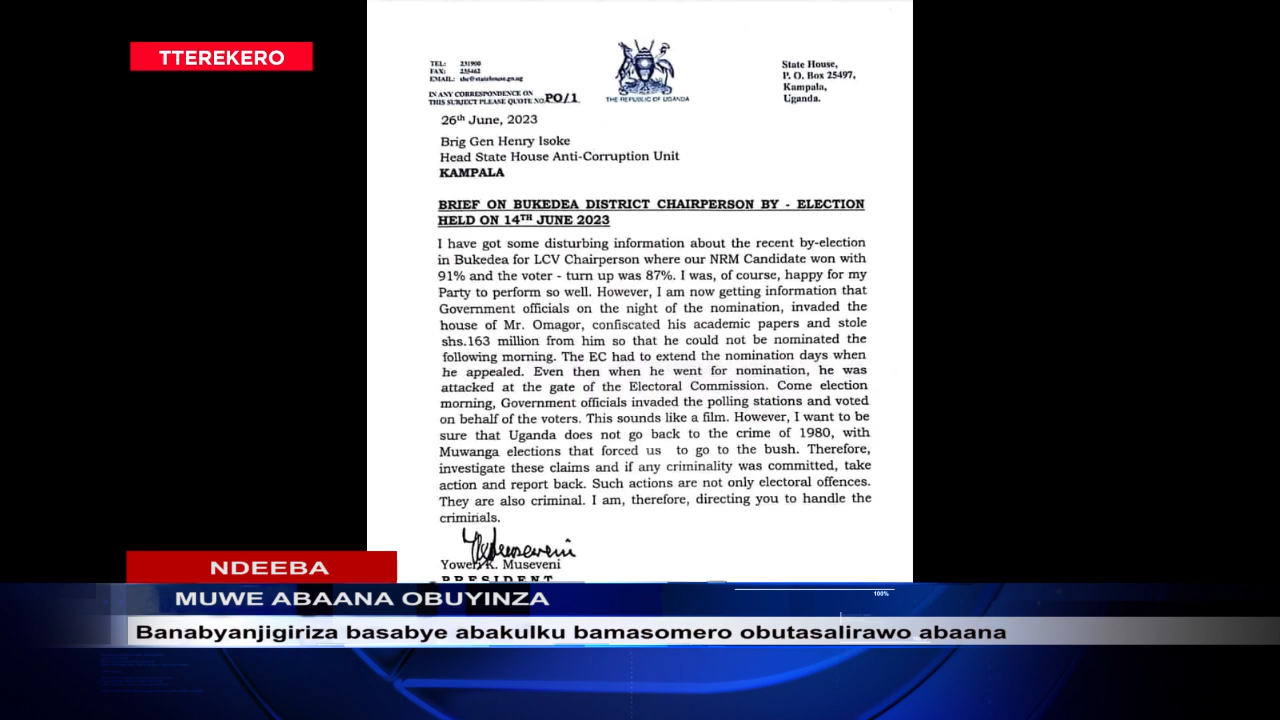 TTEREKERO
TEL: 231900
FAX: 235462
EMAIL: shc@statehouse.go.ug
IN ANY CORRESPONDENCE ON
THIS SUBJECT PLEASE QUOTE NO. PO/1
THE REPUBLIC OF UGANDA
State House,
P. O. Box 25497,
Kampala,
Uganda.
26th June, 2023
Brig Gen Henry Isoke
Head State House Anti-Corruption Unit
KAMPALA
BRIEF ON BUKEDEA DISTRICT CHAIRPERSON BY - ELECTION
HELD ON 14TH JUNE 2023
I have got some disturbing information about the recent by-election
in Bukedea for LCV Chairperson where our NRM Candidate won with
91% and the voter - turn up was 87%. I was, of course, happy for my
Party to perform so well. However, I am now getting information that
Government officials on the night of the nomination, invaded the
house of Mr. Omagor, confiscated his academic papers and stole
shs.163 million from him so that he could not be nominated the
following morning. The EC had to extend the nomination days when
he appealed. Even then when he went for nomination, he was
attacked at the gate of the Electoral Commission. Come election
morning, Government officials invaded the polling stations and voted
on behalf of the voters. This sounds like a film. However, I want to be
sure that Uganda does not go back to the crime of 1980, with
Muwanga elections that forced us to go to the bush. Therefore,
investigate these claims and if any criminality was committed, take
action and report back. Such actions are not only electoral offences.
They are also criminal. I am, therefore, directing you to handle the
criminals.
Yoweri K. Museveni
PRESIDENT
NDEEBA
MUWE ABAANA OBUYINZA
100%
Banabyanjigiriza basabye abakulku bamasomero obutasalirawo abaana